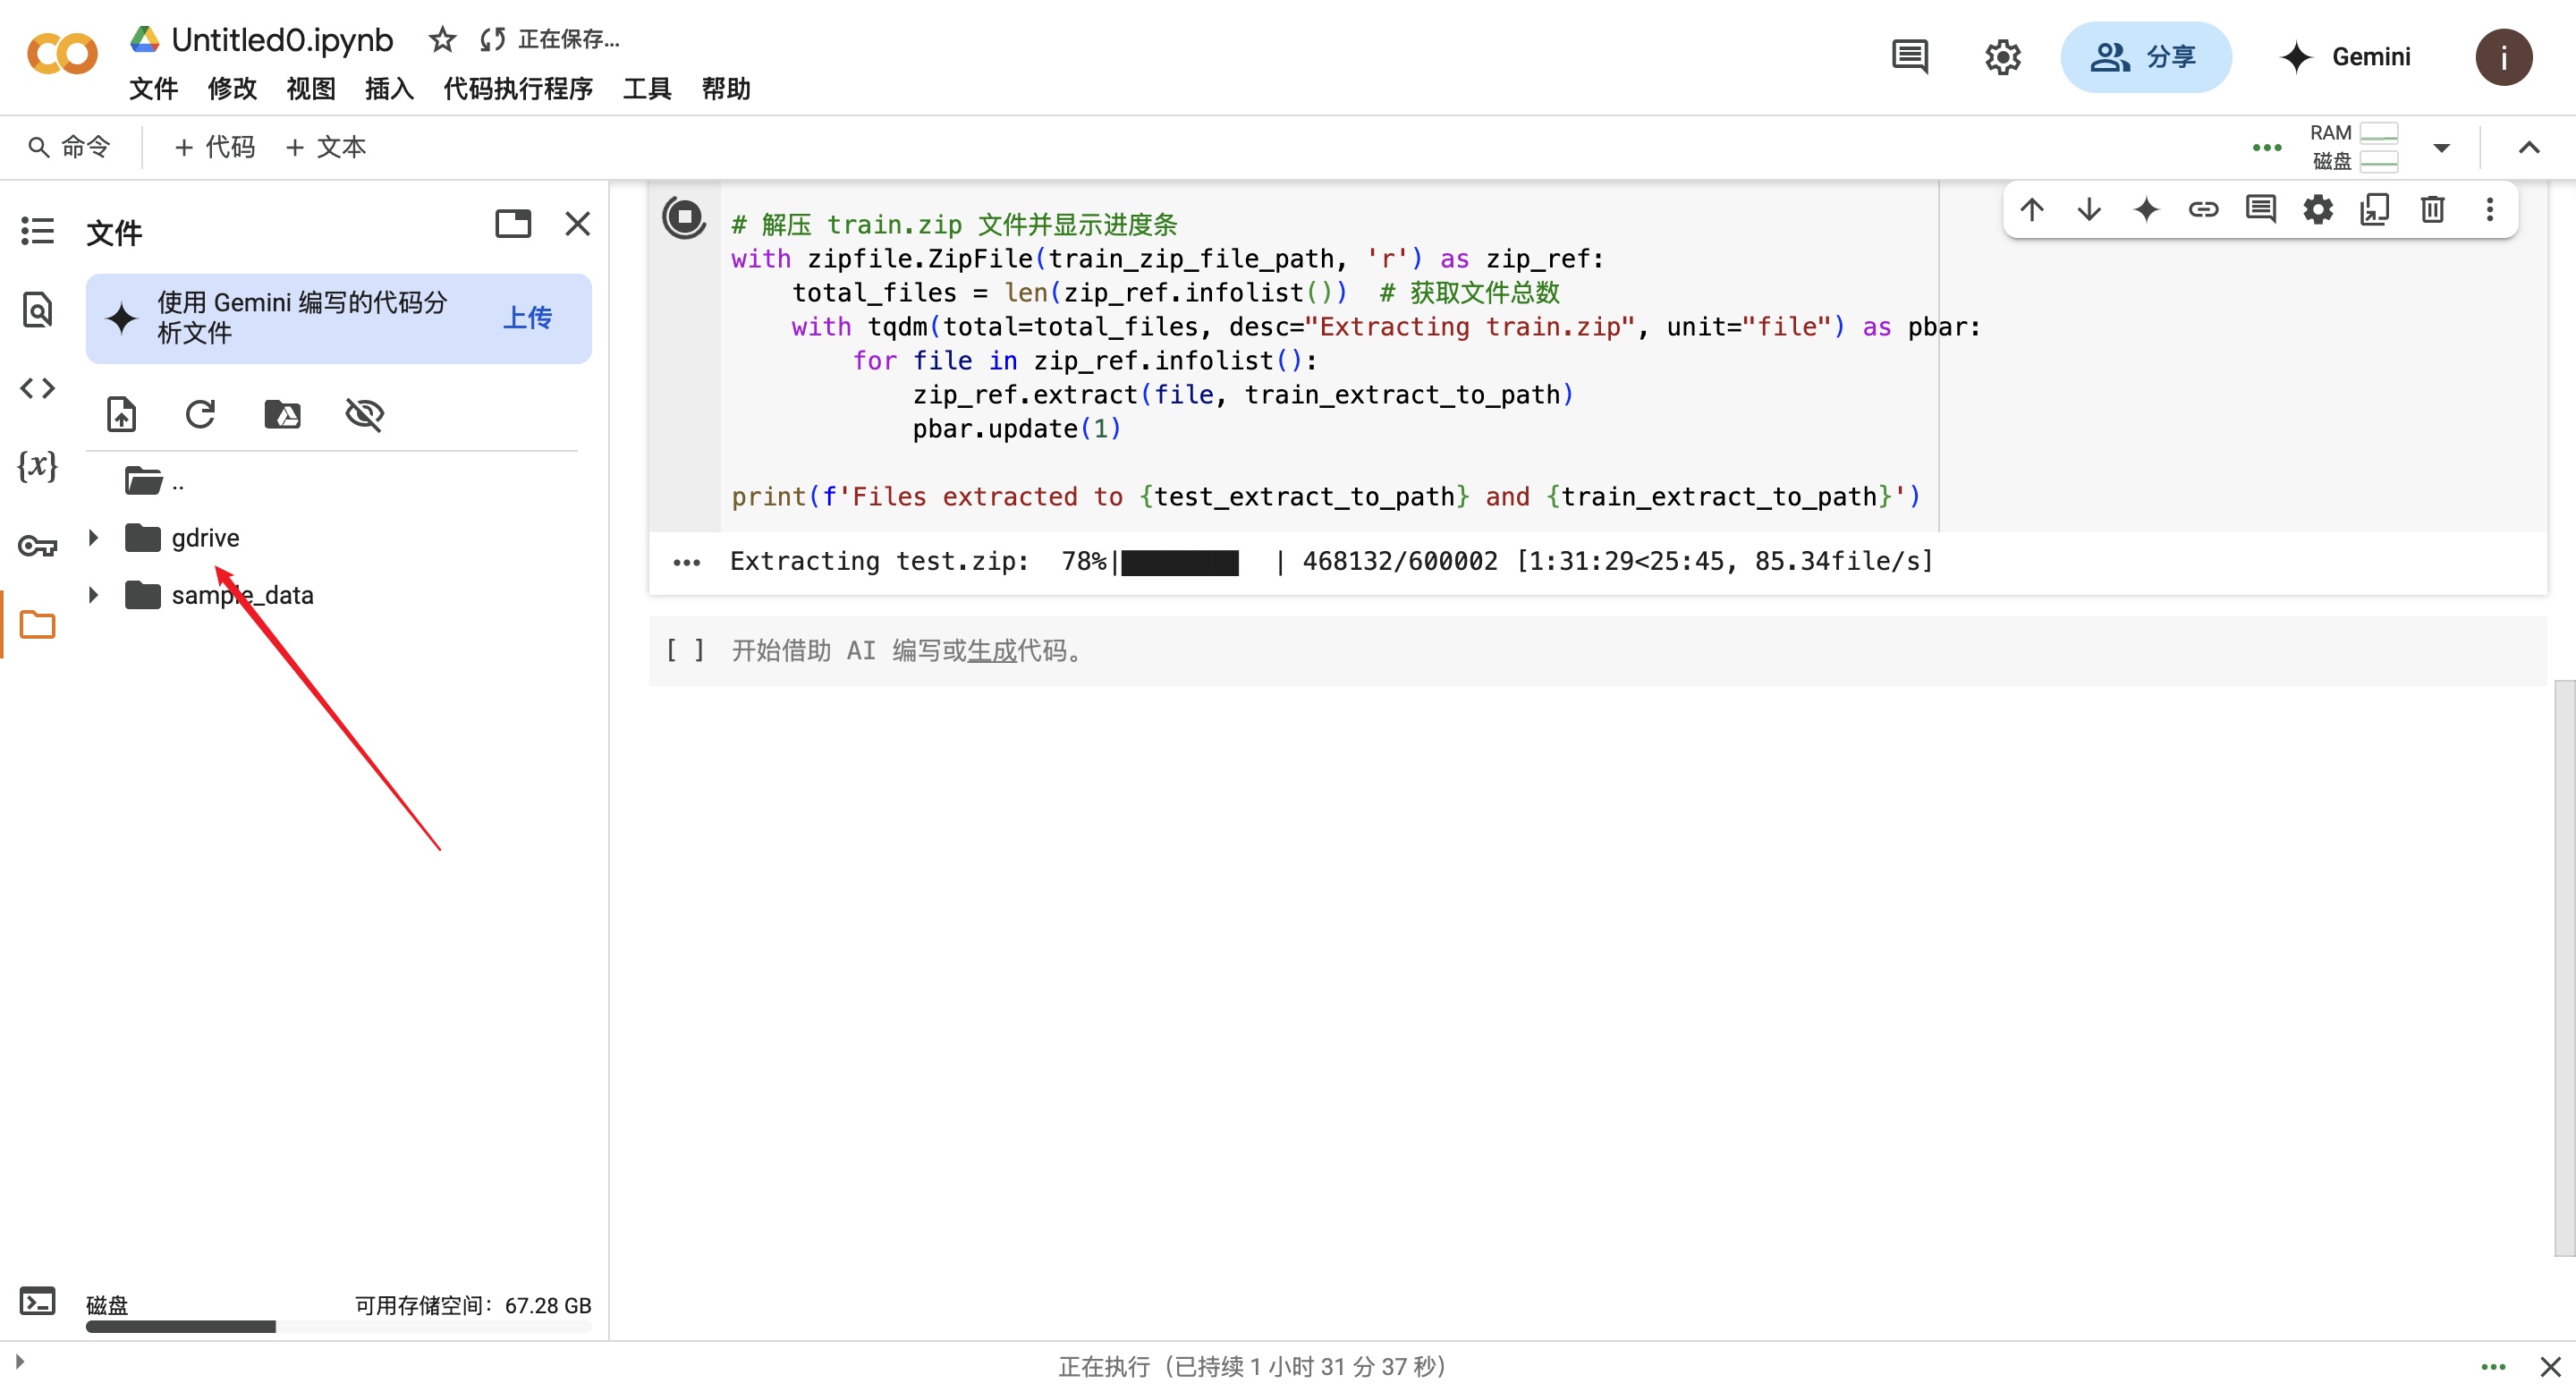 Untitled0.ipynb
正在保存...
文件 修改 视图 插入 代码执行程序 工具 帮助
分享
Gemini
i
命令
+ 代码 + 文本
RAM
磁盘
文件
使用 Gemini 编写的代码分
析文件
上传
..
gdrive
sample_data
磁盘
可用存储空间：67.28 GB
# 解压 train.zip 文件并显示进度条
with zipfile.ZipFile(train_zip_file_path, 'r') as zip_ref:
    total_files = len(zip_ref.infolist())  # 获取文件总数
    with tqdm(total=total_files, desc="Extracting train.zip", unit="file") as pbar:
        for file in zip_ref.infolist():
            zip_ref.extract(file, train_extract_to_path)
            pbar.update(1)
print(f'Files extracted to {test_extract_to_path} and {train_extract_to_path}')
Extracting test.zip:  78%|███████   | 468132/600002 [1:31:29<25:45, 85.34file/s]
[ ] 开始借助 AI 编写或生成代码。
正在执行（已持续 1 小时 31 分 37 秒）